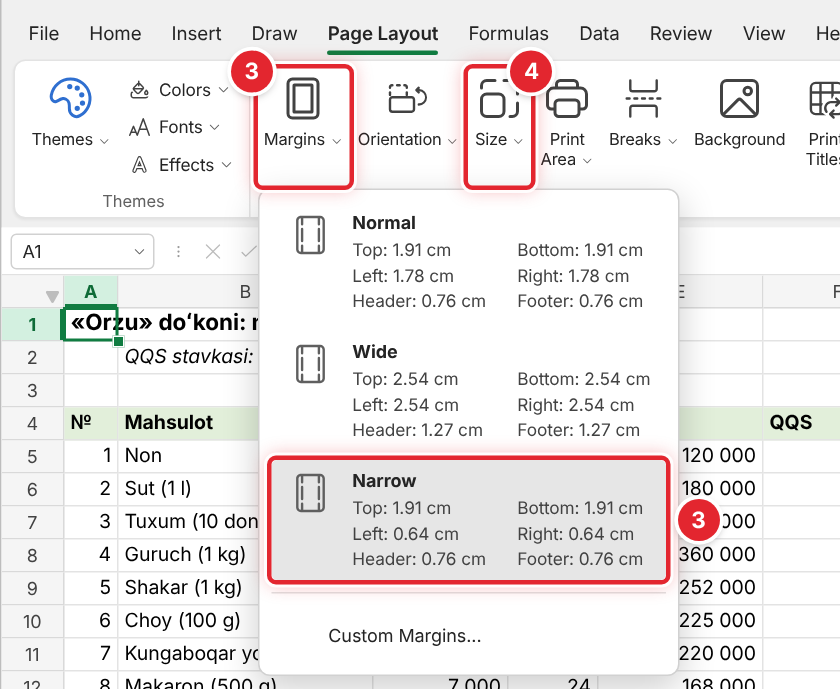 File Home Insert Draw Page Layout Formulas Data Review View He
3
4
Themes
Colors
Fonts
Effects
Margins
Orientation
Size
Print
Area
Breaks
Background
Print
Titles
Themes
A1
A B E F
1 «Orzu» doʻkoni:
2 QQS stavkasi:
3
4 № Mahsulot QQS
5 1 Non 120 000
6 2 Sut (1 l) 180 000
7 3 Tuxum (10 don 000
8 4 Guruch (1 kg) 360 000
9 5 Shakar (1 kg) 252 000
10 6 Choy (100 g) 225 000
11 7 Kungaboqar yo 220 000
12 8 Makaron (500 g) 7 000 24 168 000
Normal
Top: 1.91 cm Bottom: 1.91 cm
Left: 1.78 cm Right: 1.78 cm
Header: 0.76 cm Footer: 0.76 cm
Wide
Top: 2.54 cm Bottom: 2.54 cm
Left: 2.54 cm Right: 2.54 cm
Header: 1.27 cm Footer: 1.27 cm
Narrow
Top: 1.91 cm Bottom: 1.91 cm
Left: 0.64 cm Right: 0.64 cm
Header: 0.76 cm Footer: 0.76 cm
3
Custom Margins...